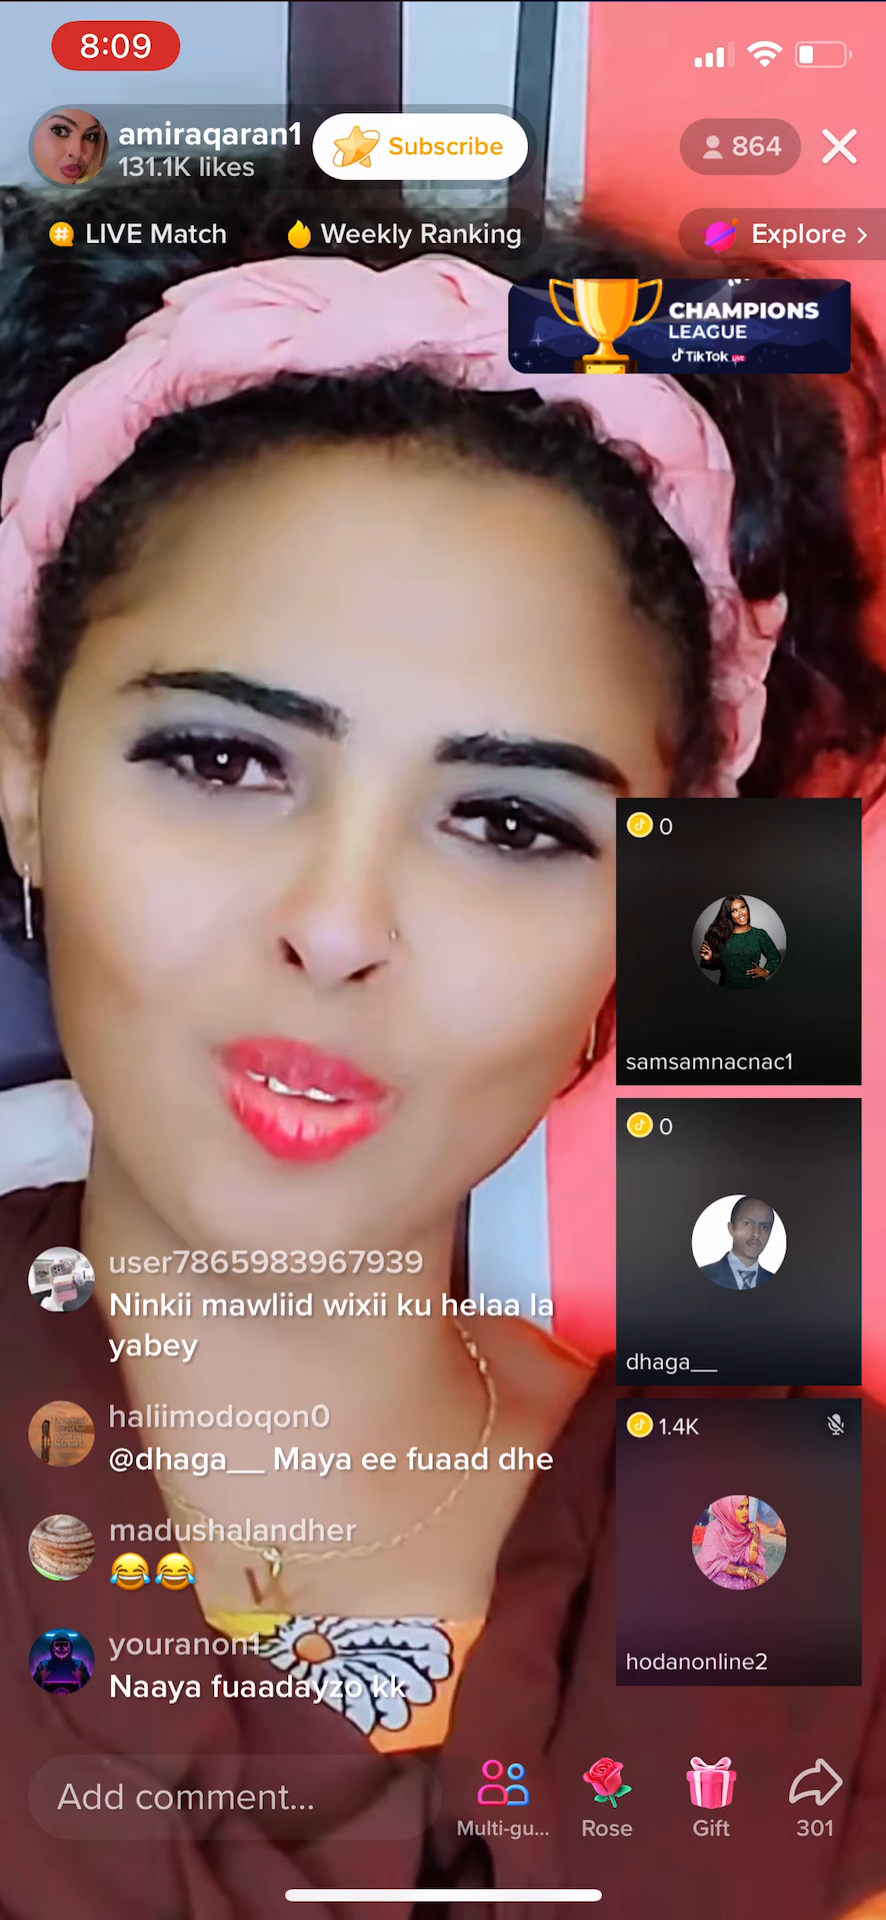 8:09
amiraqaran1
131.1K likes
Subscribe
864
LIVE Match
Weekly Ranking
Explore >
CHAMPIONS
LEAGUE
TikTok LIVE
0
samsamnacnac1
0
dhaga__
1.4K
hodanonline2
user7865983967939
Ninkii mawliid wixii ku helaa la
yabey
haliimodoqon0
@dhaga__ Maya ee fuaad dhe
madushalandher
😂😂
youranon1
Naaya fuaadayzo kk
Add comment...
Multi-gu...
Rose
Gift
301